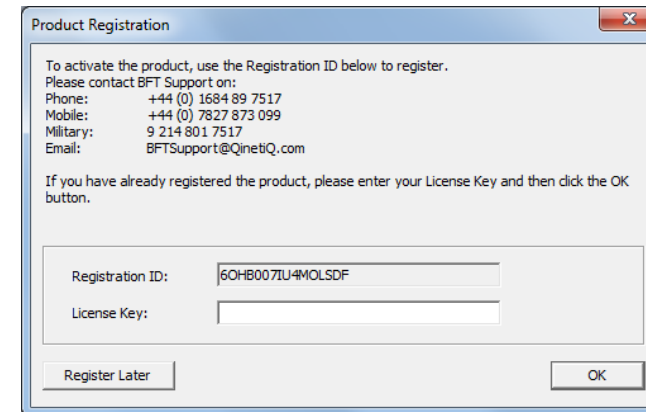 Product Registration
To activate the product, use the Registration ID below to register.
Please contact BFT Support on:
Phone: +44 (0) 1684 89 7517
Mobile: +44 (0) 7827 873 099
Military: 9 214 801 7517
Email: BFTSupport@QinetiQ.com
If you have already registered the product, please enter your License Key and then click the OK
button.
Registration ID: 6OHB007IU4MOLSDF
License Key:
Register Later OK